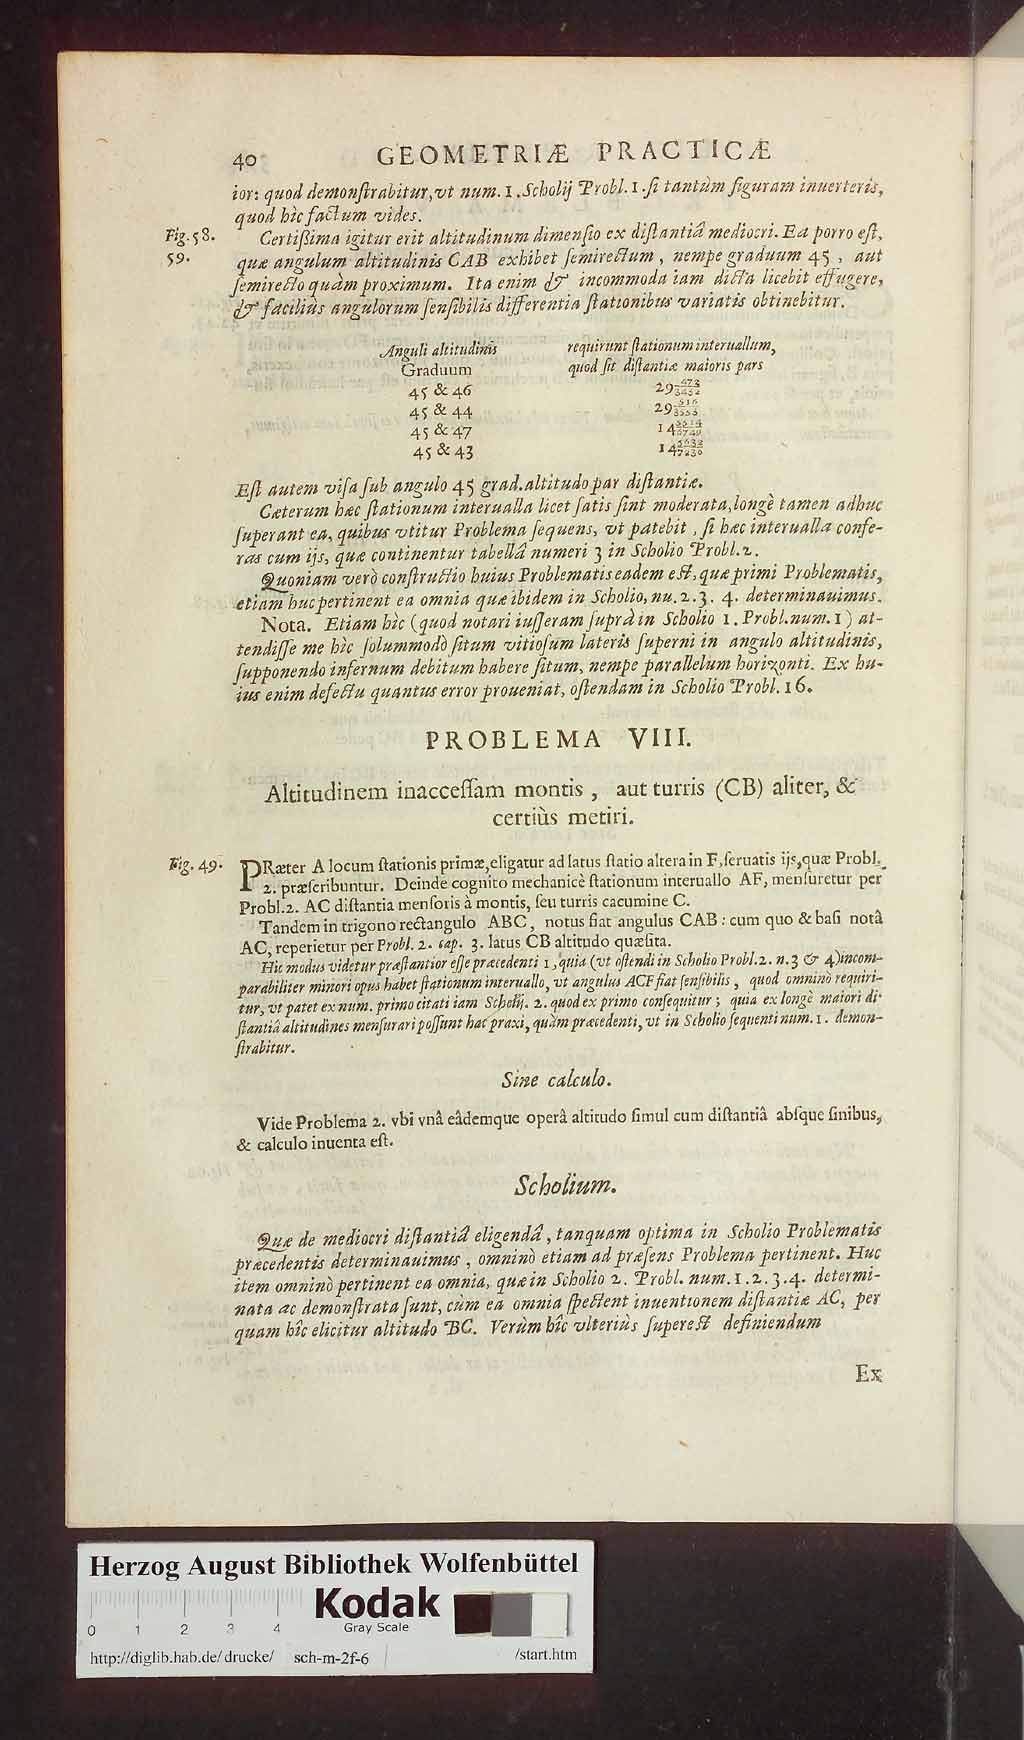 40 GEOMETRIÆ PRACTICÆ
ior: quod demonſtrabitur, vt num. 1. Scholij Probl. 1. ſi tantùm figuram inuerteris,
quod hìc factum vides.
Fig. 58. Certißima igitur erit altitudinum dimenſio ex diſtantiâ mediocri. Ea porro eſt,
59. quæ angulum altitudinis CAB exhibet ſemirectum, nempe graduum 45, aut
ſemirecto quàm proximum. Ita enim & incommoda iam dicta licebit effugere,
& faciliùs angulorum ſenſibilis differentia ſtationibus variatis obtinebitur.
Anguli altitudinis requirunt ſtationum interuallum,
Graduum quod ſit diſtantiæ maioris pars
45 & 46 29
45 & 44 29
45 & 47 14
45 & 43 14
Eſt autem viſa ſub angulo 45 grad. altitudo par diſtantiæ.
Cæterum hæc ſtationum interualla licet ſatis ſint moderata, longè tamen adhuc
ſuperant ea, quibus vtitur Problema ſequens, vt patebit, ſi hæc interualla confe-
ras cum ijs, quæ continentur tabellâ numeri 3 in Scholio Probl. 2.
Quoniam verò conſtructio huius Problematis eadem eſt, quæ primi Problematis,
etiam huc pertinent ea omnia quæ ibidem in Scholio, nu. 2. 3. 4. determinauimus.
Nota. Etiam hìc (quod notari iuſſeram ſuprà in Scholio 1. Probl. num. 1) at-
tendiſſe me hìc ſolummodò ſitum vitioſum lateris ſuperni in angulo altitudinis,
ſupponendo infernum debitum habere ſitum, nempe parallelum horizonti. Ex hu-
ius enim defectu quantus error proueniat, oſtendam in Scholio Probl. 16.
PROBLEMA VIII.
Altitudinem inacceſſam montis, aut turris (CB) aliter, &
certiùs metiri.
Fig. 49. PRæter A locum ſtationis primæ, eligatur ad latus ſtatio altera in F, ſeruatis ijs, quæ Probl.
2. præſcribuntur. Deinde cognito mechanicè ſtationum interuallo AF, menſuretur per
Probl. 2. AC diſtantia menſoris à montis, ſeu turris cacumine C.
Tandem in trigono rectangulo ABC, notus fiat angulus CAB: cum quo & baſi notâ
AC, reperietur per Probl. 2. cap. 3. latus CB altitudo quæſita.
Hic modus videtur præſtantior eſſe præcedenti 1, quia (vt oſtendi in Scholio Probl. 2. n. 3 & 4) incom-
parabiliter minori opus habet ſtationum interuallo, vt angulus ACF fiat ſenſibilis, quod omninò requiri-
tur, vt patet ex num. primo citati iam Scholij. 2. quod ex primo conſequitur; quia ex longè maiori di-
ſtantiâ altitudines menſurari poſſunt hac praxi, quàm præcedenti, vt in Scholio ſequenti num. 1. demon-
ſtrabitur.
Sine calculo.
Vide Problema 2. vbi vnâ eâdemque operâ altitudo ſimul cum diſtantiâ abſque ſinibus,
& calculo inuenta eſt.
Scholium.
Quæ de mediocri diſtantiâ eligendâ, tanquam optima in Scholio Problematis
præcedentis determinauimus, omninò etiam ad præſens Problema pertinent. Huc
item omninò pertinent ea omnia, quæ in Scholio 2. Probl. num. 1. 2. 3. 4. determi-
nata ac demonſtrata ſunt, cùm ea omnia ſpectent inuentionem diſtantiæ AC, per
quam hîc elicitur altitudo BC. Verùm hîc vlteriùs ſupereſt definiendum
Ex
Herzog August Bibliothek Wolfenbüttel
Kodak
Gray Scale
0 1 2 3 4
http://diglib.hab.de/drucke/ sch-m-2f-6 /start.htm